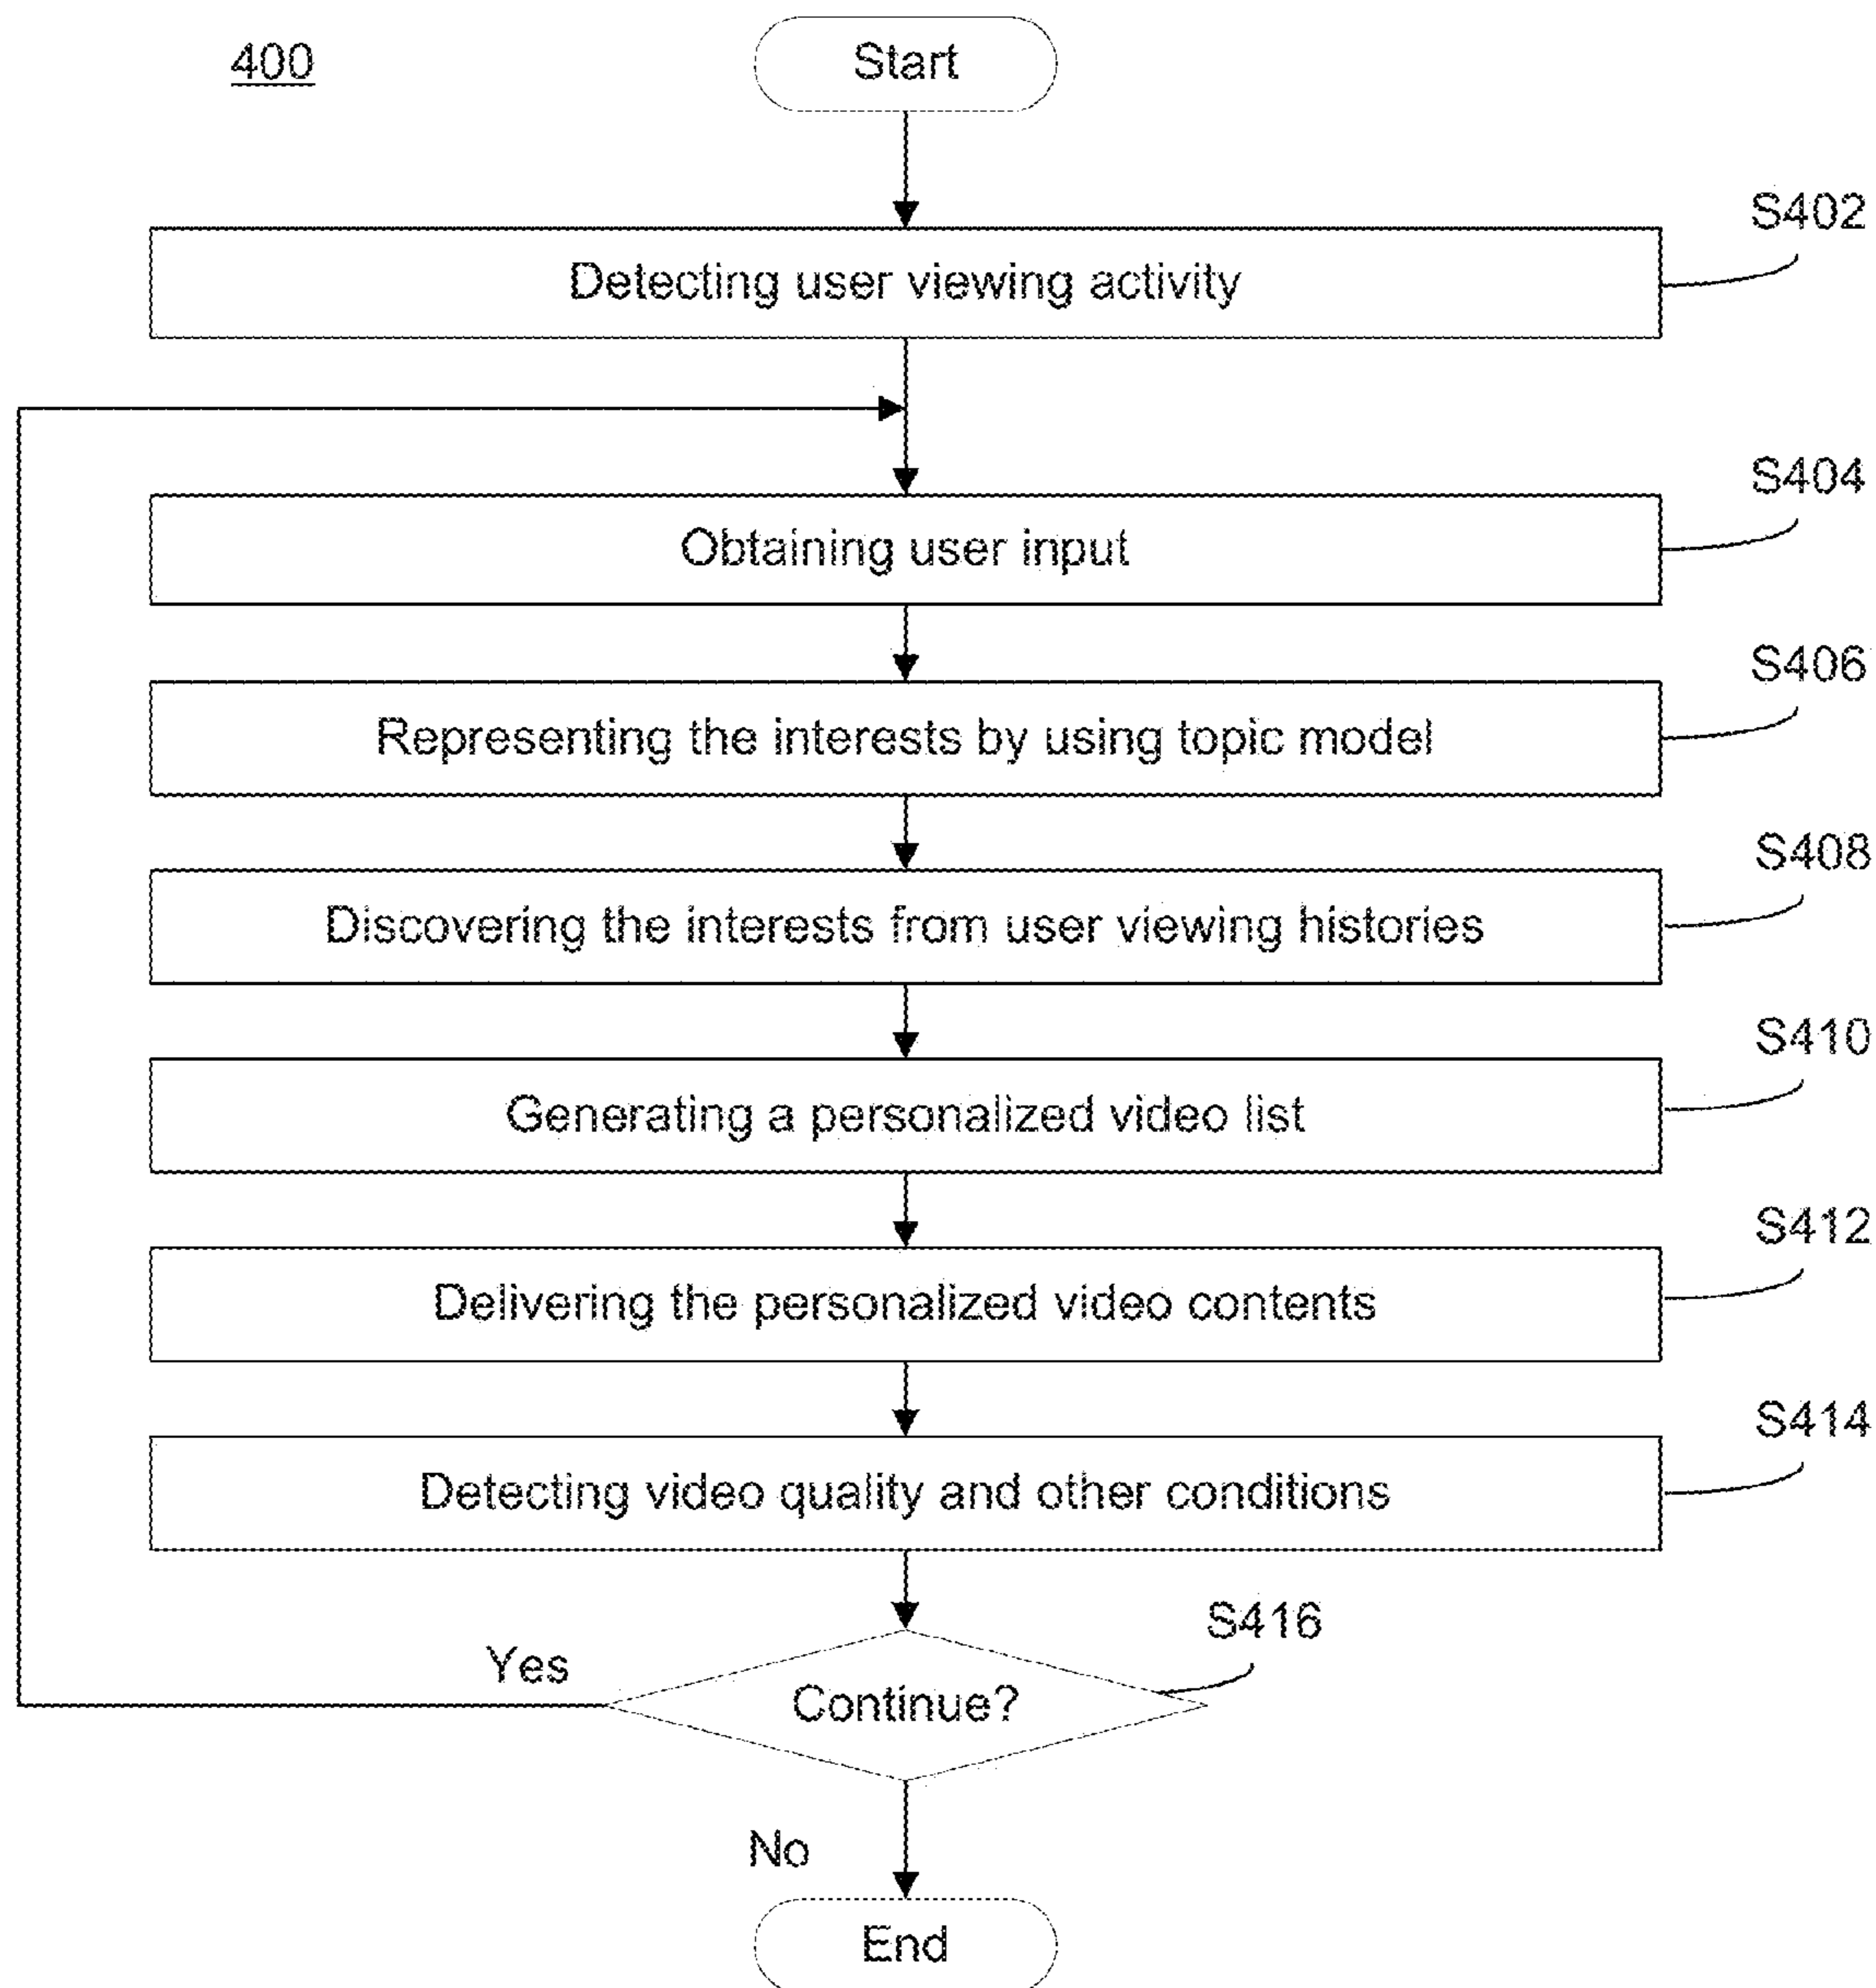 400
Start
S402
Detecting user viewing activity
S404
Obtaining user input
S406
Representing the interests by using topic model
S408
Discovering the interests from user viewing histories
S410
Generating a personalized video list
S412
Delivering the personalized video contents
S414
Detecting video quality and other conditions
S416
Yes
Continue?
No
End